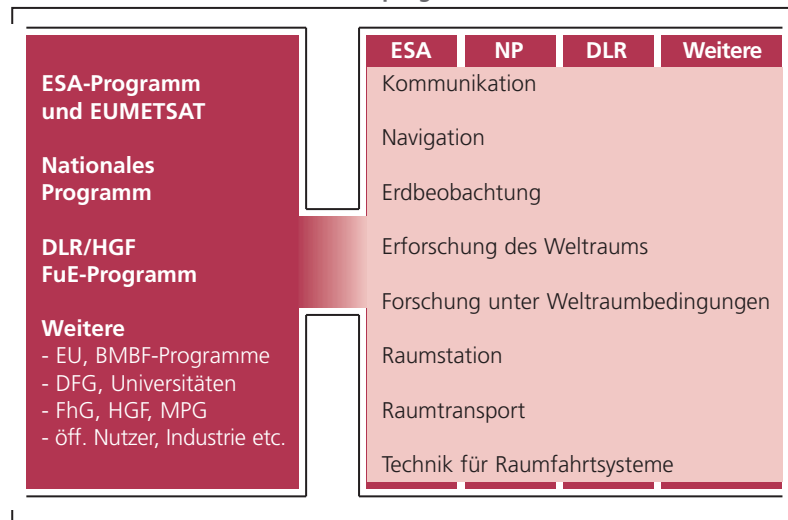 ESA-Programm
und EUMETSAT
Nationales
Programm
DLR/HGF
FuE-Programm
Weitere
- EU, BMBF-Programme
- DFG, Universitäten
- FhG, HGF, MPG
- öff. Nutzer, Industrie etc.
ESA NP DLR Weitere
Kommunikation
Navigation
Erdbeobachtung
Erforschung des Weltraums
Forschung unter Weltraumbedingungen
Raumstation
Raumtransport
Technik für Raumfahrtsysteme